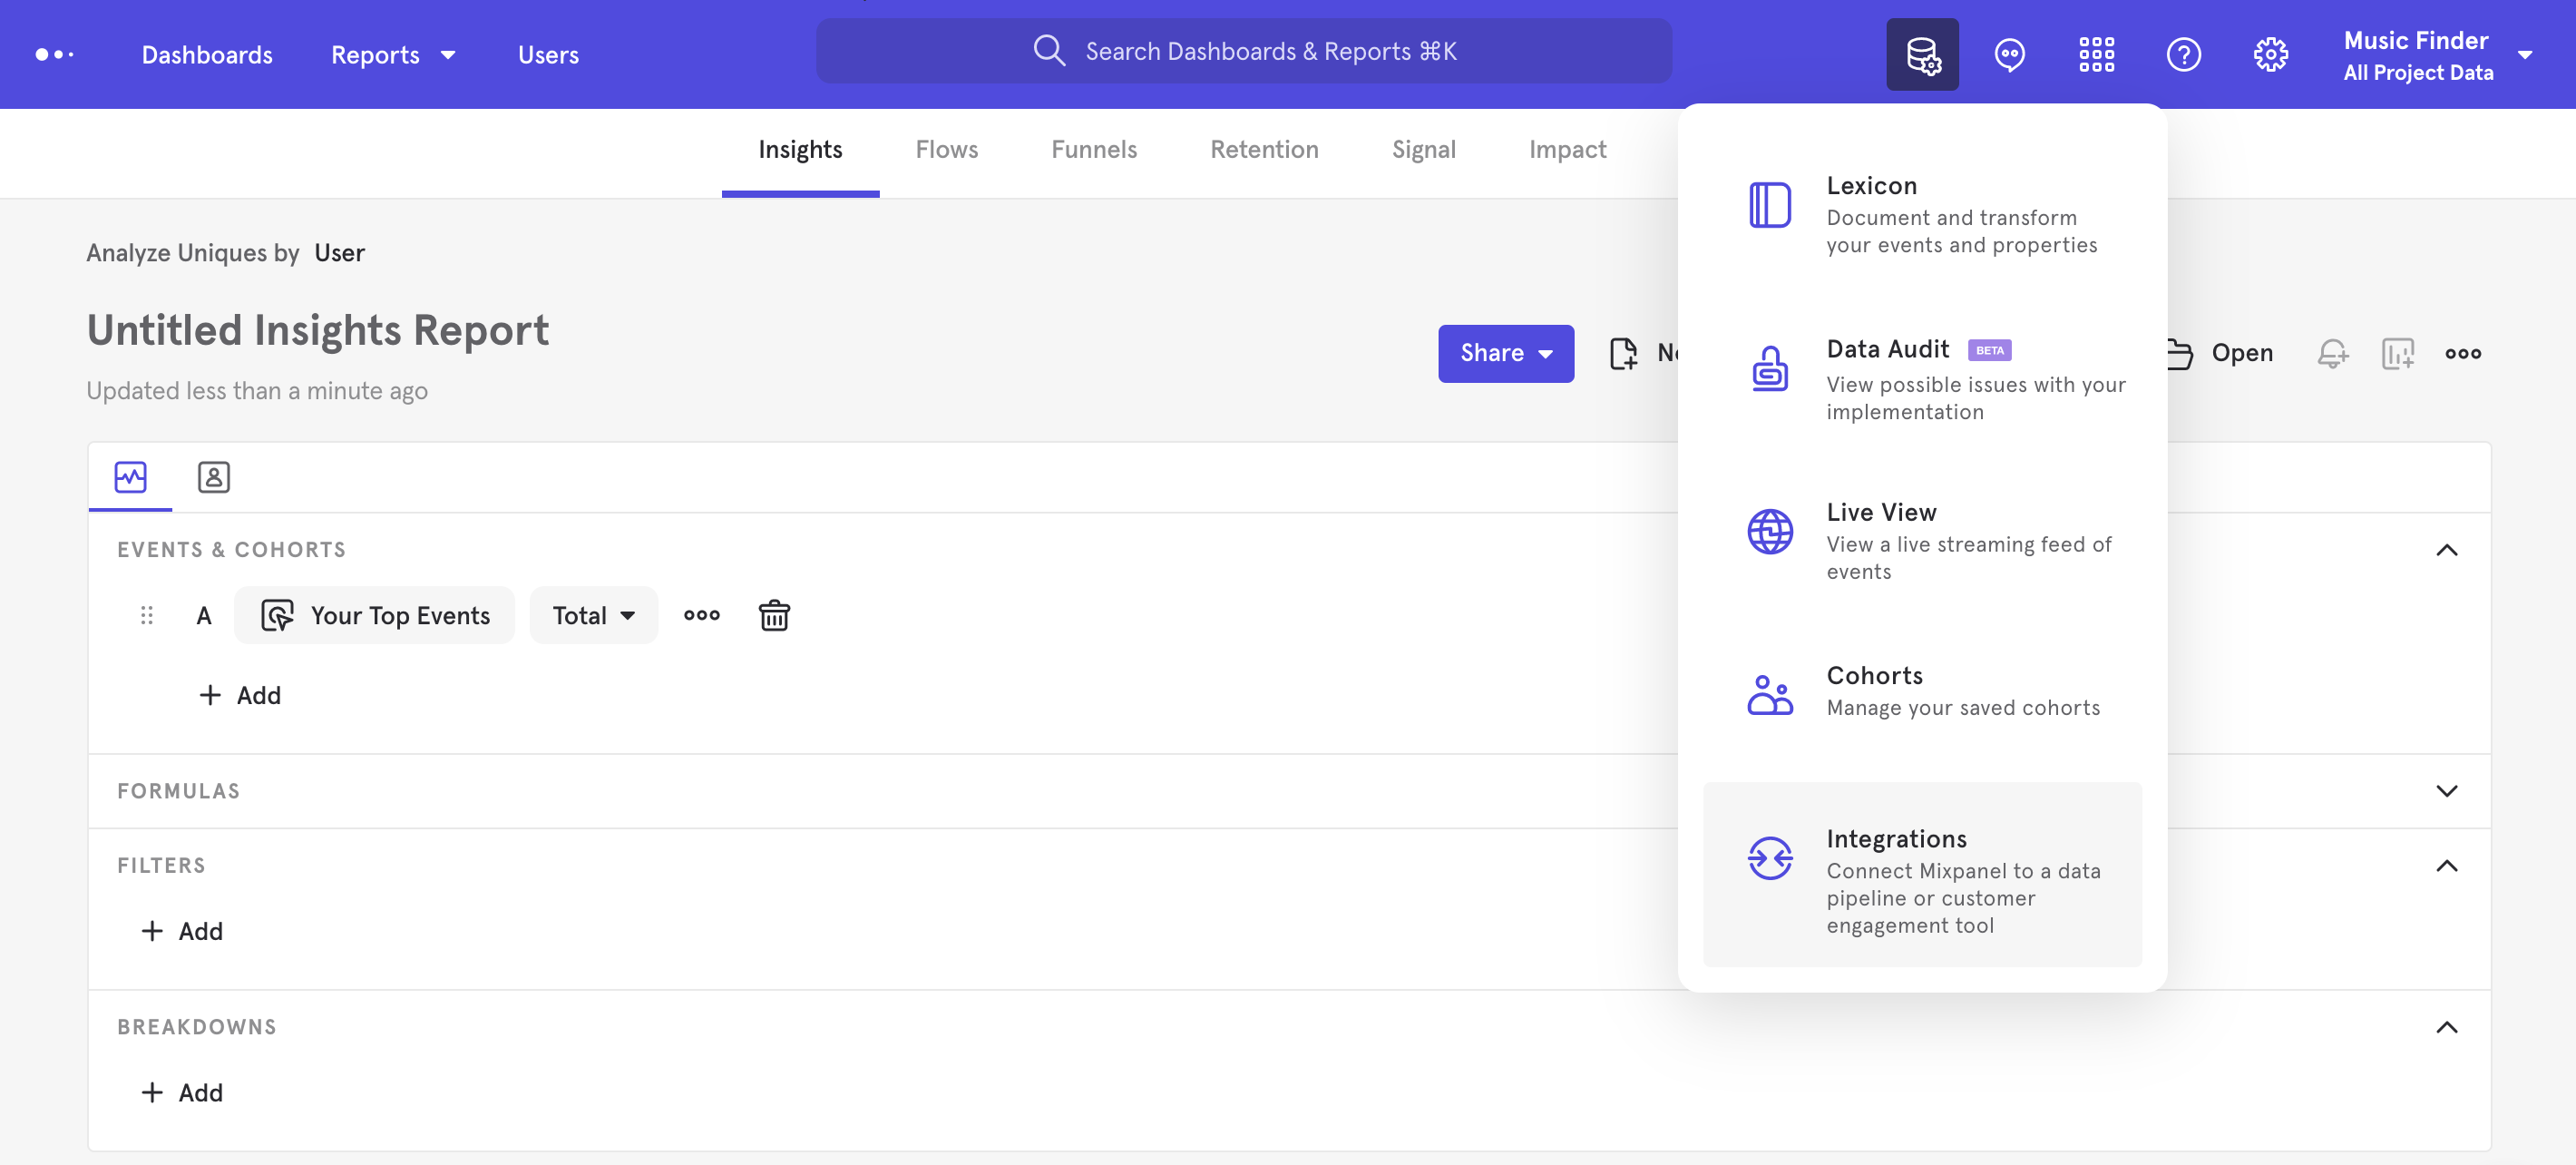 Dashboards
Reports
Users
Search Dashboards & Reports ⌘K
Music Finder
All Project Data
Insights
Flows
Funnels
Retention
Signal
Impact
Analyze Uniques by User
Untitled Insights Report
Updated less than a minute ago
Share
Open
EVENTS & COHORTS
A
Your Top Events
Total
Add
FORMULAS
FILTERS
Add
BREAKDOWNS
Add
Lexicon
Document and transform
your events and properties
Data Audit BETA
View possible issues with your
implementation
Live View
View a live streaming feed of
events
Cohorts
Manage your saved cohorts
Integrations
Connect Mixpanel to a data
pipeline or customer
engagement tool